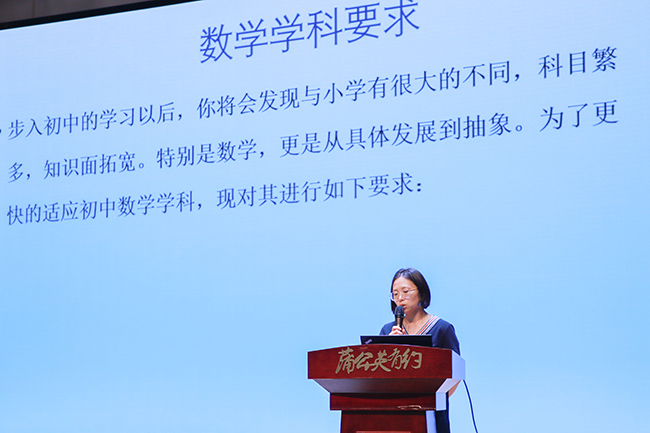 数学学科要求
步入初中的学习以后，你将会发现与小学有很大的不同，科目繁
多，知识面拓宽。特别是数学，更是从具体发展到抽象。为了更
快的适应初中数学学科，现对其进行如下要求：
蒲公英有约